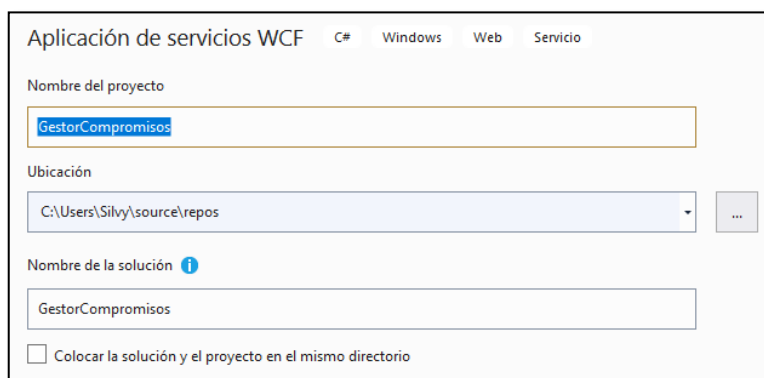 Aplicación de servicios WCF C# Windows Web Servicio
Nombre del proyecto
GestorCompromisos
Ubicación
C:\Users\Silvy\source\repos
...
Nombre de la solución
GestorCompromisos
Colocar la solución y el proyecto en el mismo directorio